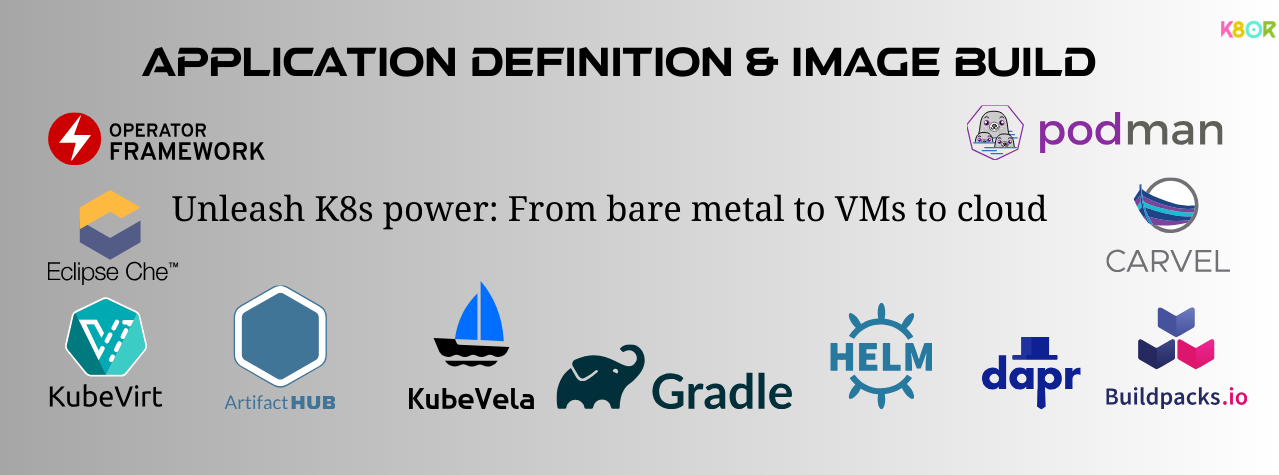 K8OR
APPLICATION DEFINITION & IMAGE BUILD
OPERATOR
FRAMEWORK
podman
Unleash K8s power: From bare metal to VMs to cloud
Eclipse Che™
CARVEL
KubeVirt
Artifact HUB
KubeVela
Gradle
HELM
dapr
Buildpacks.io